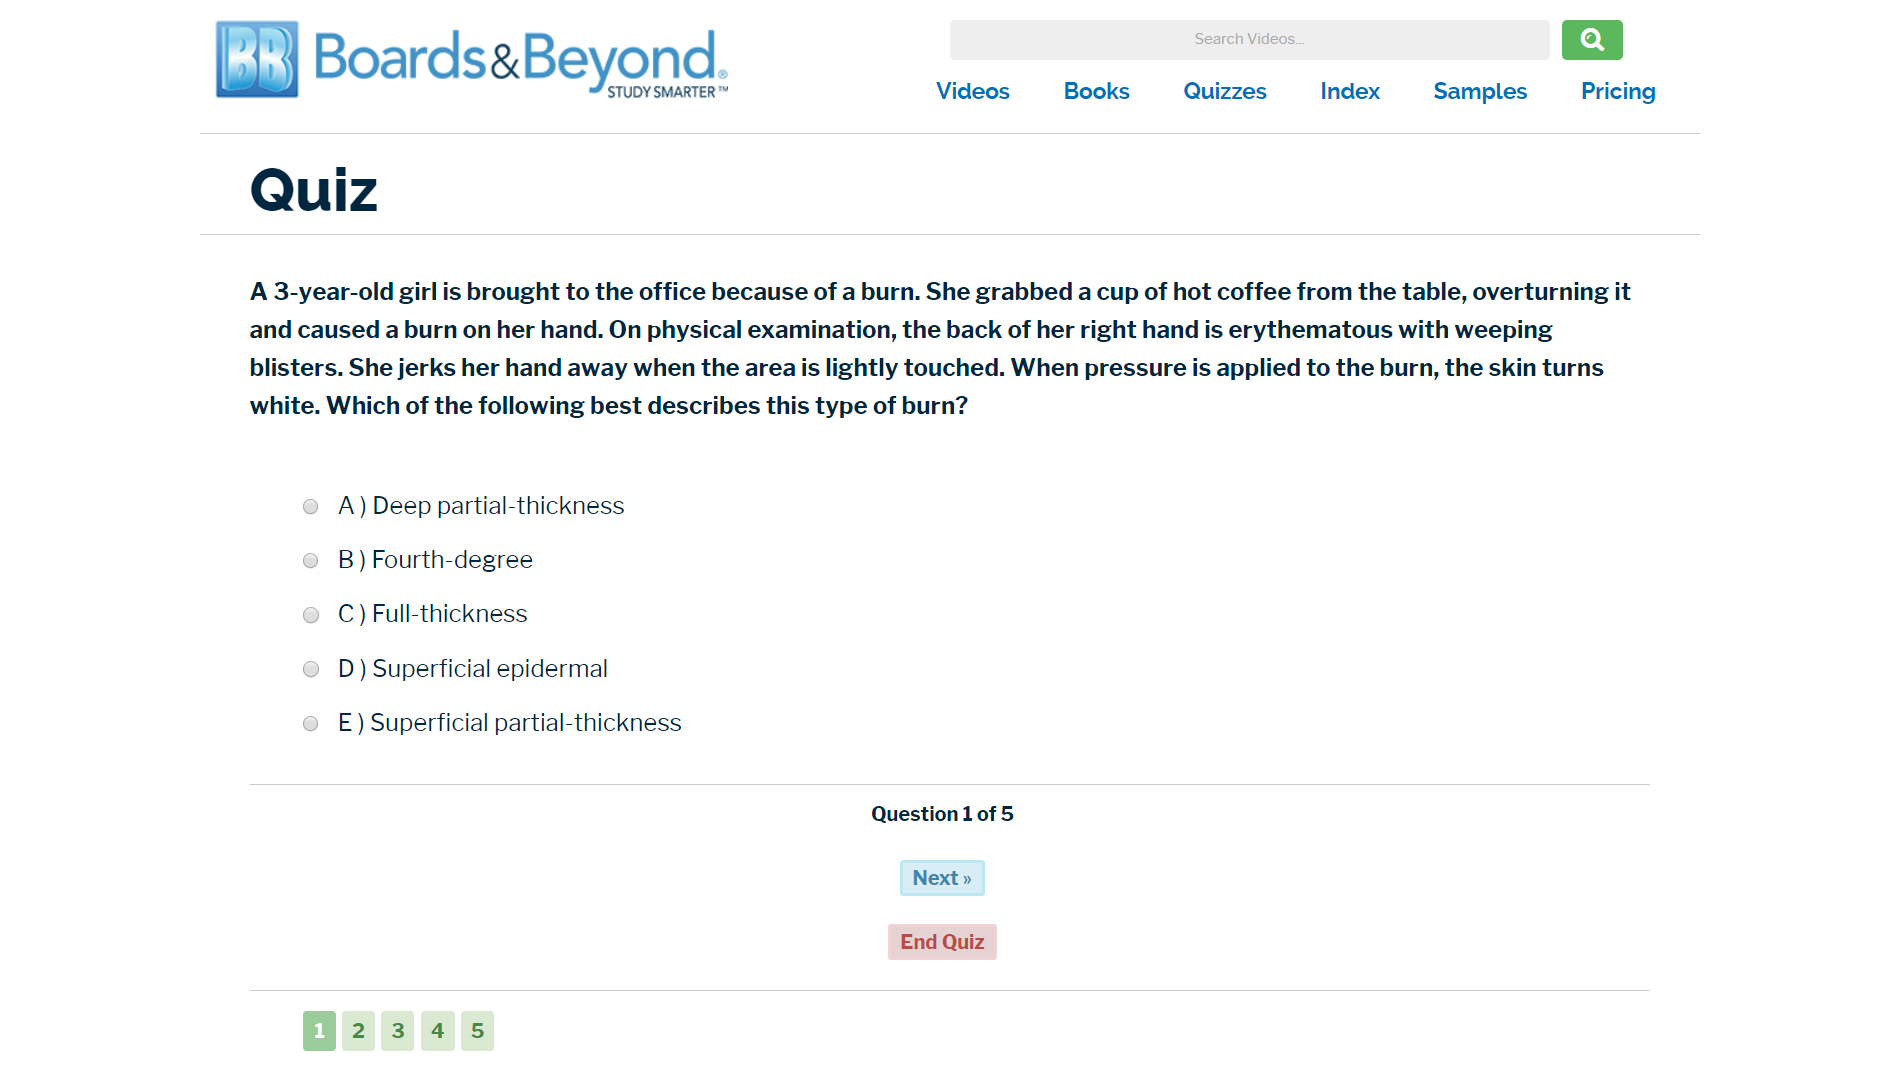 BB Boards&Beyond®
STUDY SMARTER™
Search Videos...
Videos Books Quizzes Index Samples Pricing
Quiz
A 3-year-old girl is brought to the office because of a burn. She grabbed a cup of hot coffee from the table, overturning it
and caused a burn on her hand. On physical examination, the back of her right hand is erythematous with weeping
blisters. She jerks her hand away when the area is lightly touched. When pressure is applied to the burn, the skin turns
white. Which of the following best describes this type of burn?
A ) Deep partial-thickness
B ) Fourth-degree
C ) Full-thickness
D ) Superficial epidermal
E ) Superficial partial-thickness
Question 1 of 5
Next »
End Quiz
1 2 3 4 5